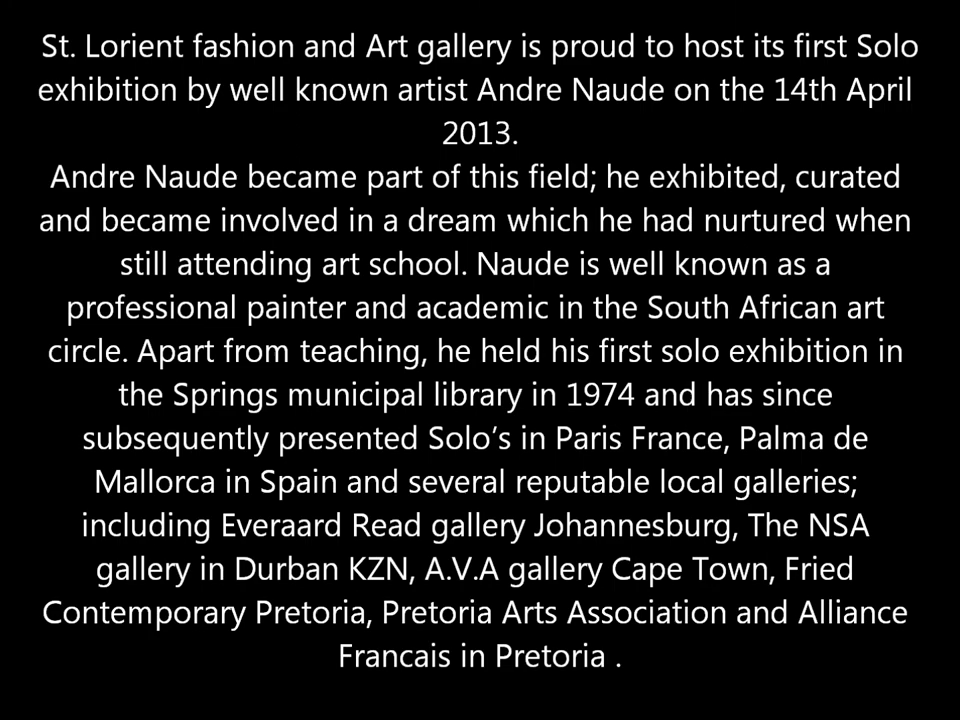 St. Lorient fashion and Art gallery is proud to host its first Solo
exhibition by well known artist Andre Naude on the 14th April
2013.
Andre Naude became part of this field; he exhibited, curated
and became involved in a dream which he had nurtured when
still attending art school. Naude is well known as a
professional painter and academic in the South African art
circle. Apart from teaching, he held his first solo exhibition in
the Springs municipal library in 1974 and has since
subsequently presented Solo’s in Paris France, Palma de
Mallorca in Spain and several reputable local galleries;
including Everaard Read gallery Johannesburg, The NSA
gallery in Durban KZN, A.V.A gallery Cape Town, Fried
Contemporary Pretoria, Pretoria Arts Association and Alliance
Francais in Pretoria .